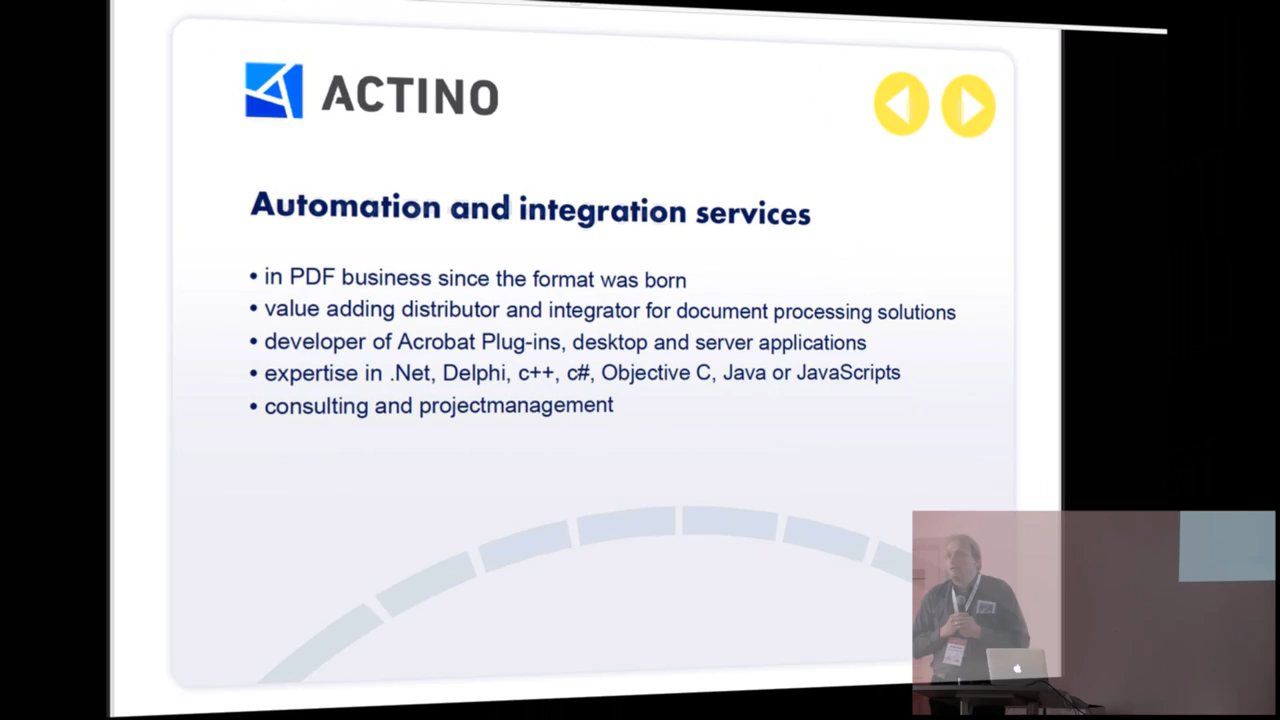 ACTINO
Automation and integration services
• in PDF business since the format was born
• value adding distributor and integrator for document processing solutions
• developer of Acrobat Plug-ins, desktop and server applications
• expertise in .Net, Delphi, c++, c#, Objective C, Java or JavaScripts
• consulting and projectmanagement